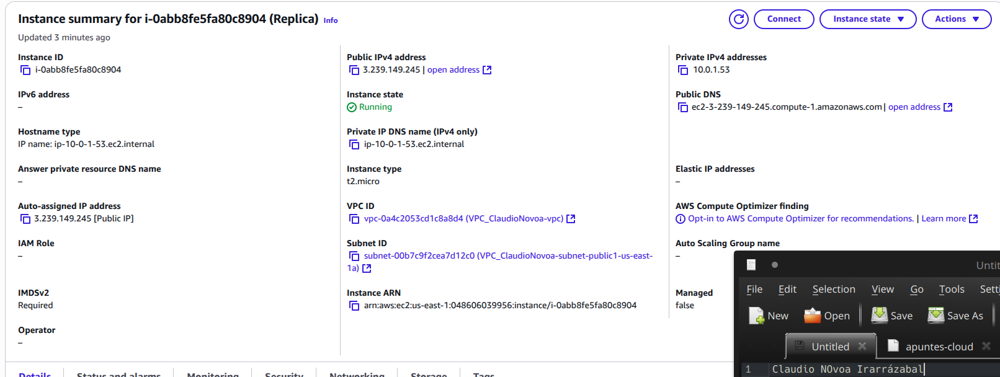 Instance summary for i-0abb8fe5fa80c8904 (Replica) Info
Connect
Instance state
Actions
Updated 3 minutes ago
Instance ID
i-0abb8fe5fa80c8904
Public IPv4 address
3.239.149.245 | open address
Private IPv4 addresses
10.0.1.53
IPv6 address
–
Instance state
Running
Public DNS
ec2-3-239-149-245.compute-1.amazonaws.com | open address
Hostname type
IP name: ip-10-0-1-53.ec2.internal
Private IP DNS name (IPv4 only)
ip-10-0-1-53.ec2.internal
Answer private resource DNS name
–
Instance type
t2.micro
Elastic IP addresses
–
Auto-assigned IP address
3.239.149.245 [Public IP]
VPC ID
vpc-0a4c2053cd1c8a8d4 (VPC_ClaudioNovoa-vpc)
AWS Compute Optimizer finding
Opt-in to AWS Compute Optimizer for recommendations. | Learn more
IAM Role
–
Subnet ID
subnet-00b7c9f2cea7d12c0 (VPC_ClaudioNovoa-subnet-public1-us-east-
1a)
Auto Scaling Group name
–
IMDSv2
Required
Instance ARN
arn:aws:ec2:us-east-1:048606039956:instance/i-0abb8fe5fa80c8904
Managed
false
Operator
–
Details
Status and alarms
Monitoring
Security
Networking
Storage
Tags
Untit
File Edit Selection View Go Tools Setti
New Open Save Save As
Untitled apuntes-cloud
1 Claudio NOvoa Irarrázabal